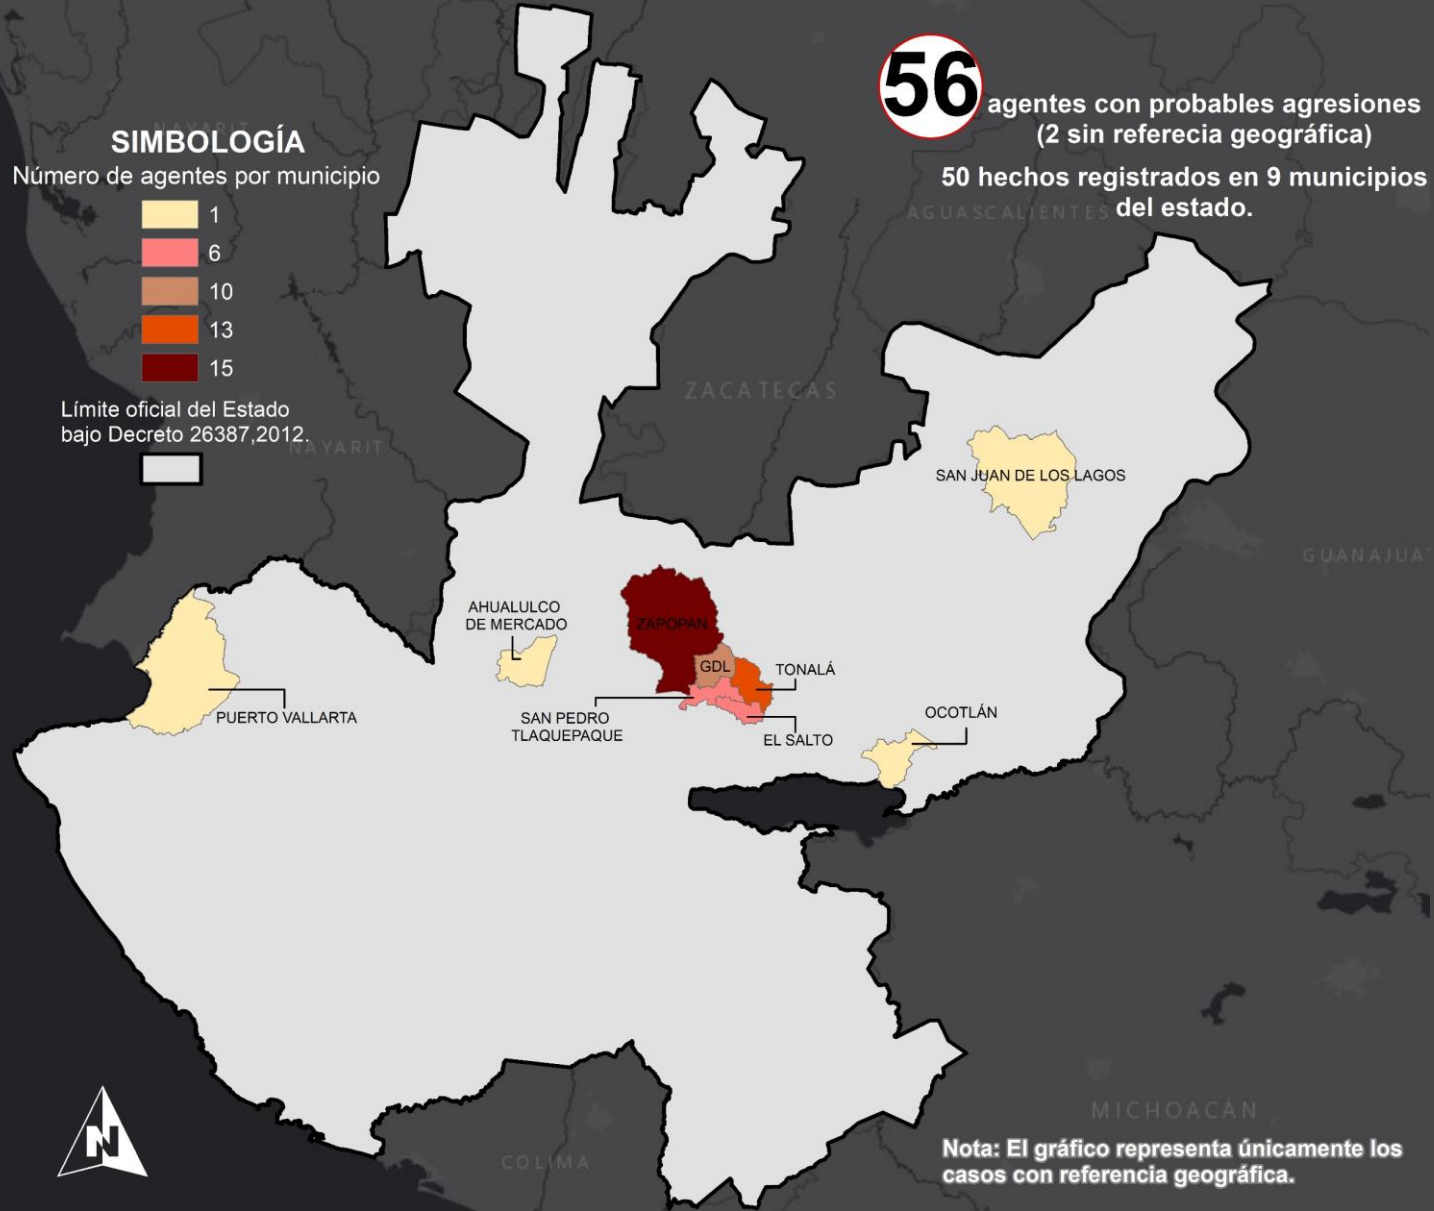 56
agentes con probables agresiones
(2 sin referecia geográfica)
50 hechos registrados en 9 municipios
del estado.
SIMBOLOGÍA
Número de agentes por municipio
1
6
10
13
15
Límite oficial del Estado
bajo Decreto 26387,2012.
NAYARIT
NAYARIT
AGUASCALIENTES
ZACATECAS
GUANAJUA
SAN JUAN DE LOS LAGOS
AHUALULCO
DE MERCADO
ZAPOPAN
GDL
TONALÁ
PUERTO VALLARTA
SAN PEDRO
TLAQUEPAQUE
EL SALTO
OCOTLÁN
MICHOACÁN
COLIMA
N
Nota: El gráfico representa únicamente los
casos con referencia geográfica.